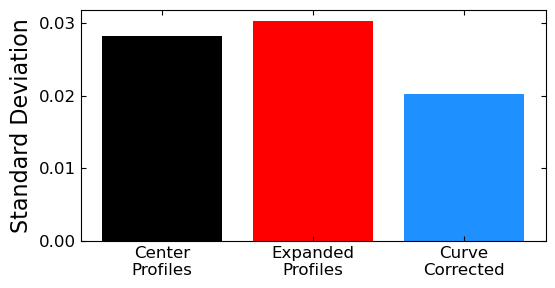 Standard Deviation
0.03
0.02
0.01
0.00
Center
Profiles
Expanded
Profiles
Curve
Corrected